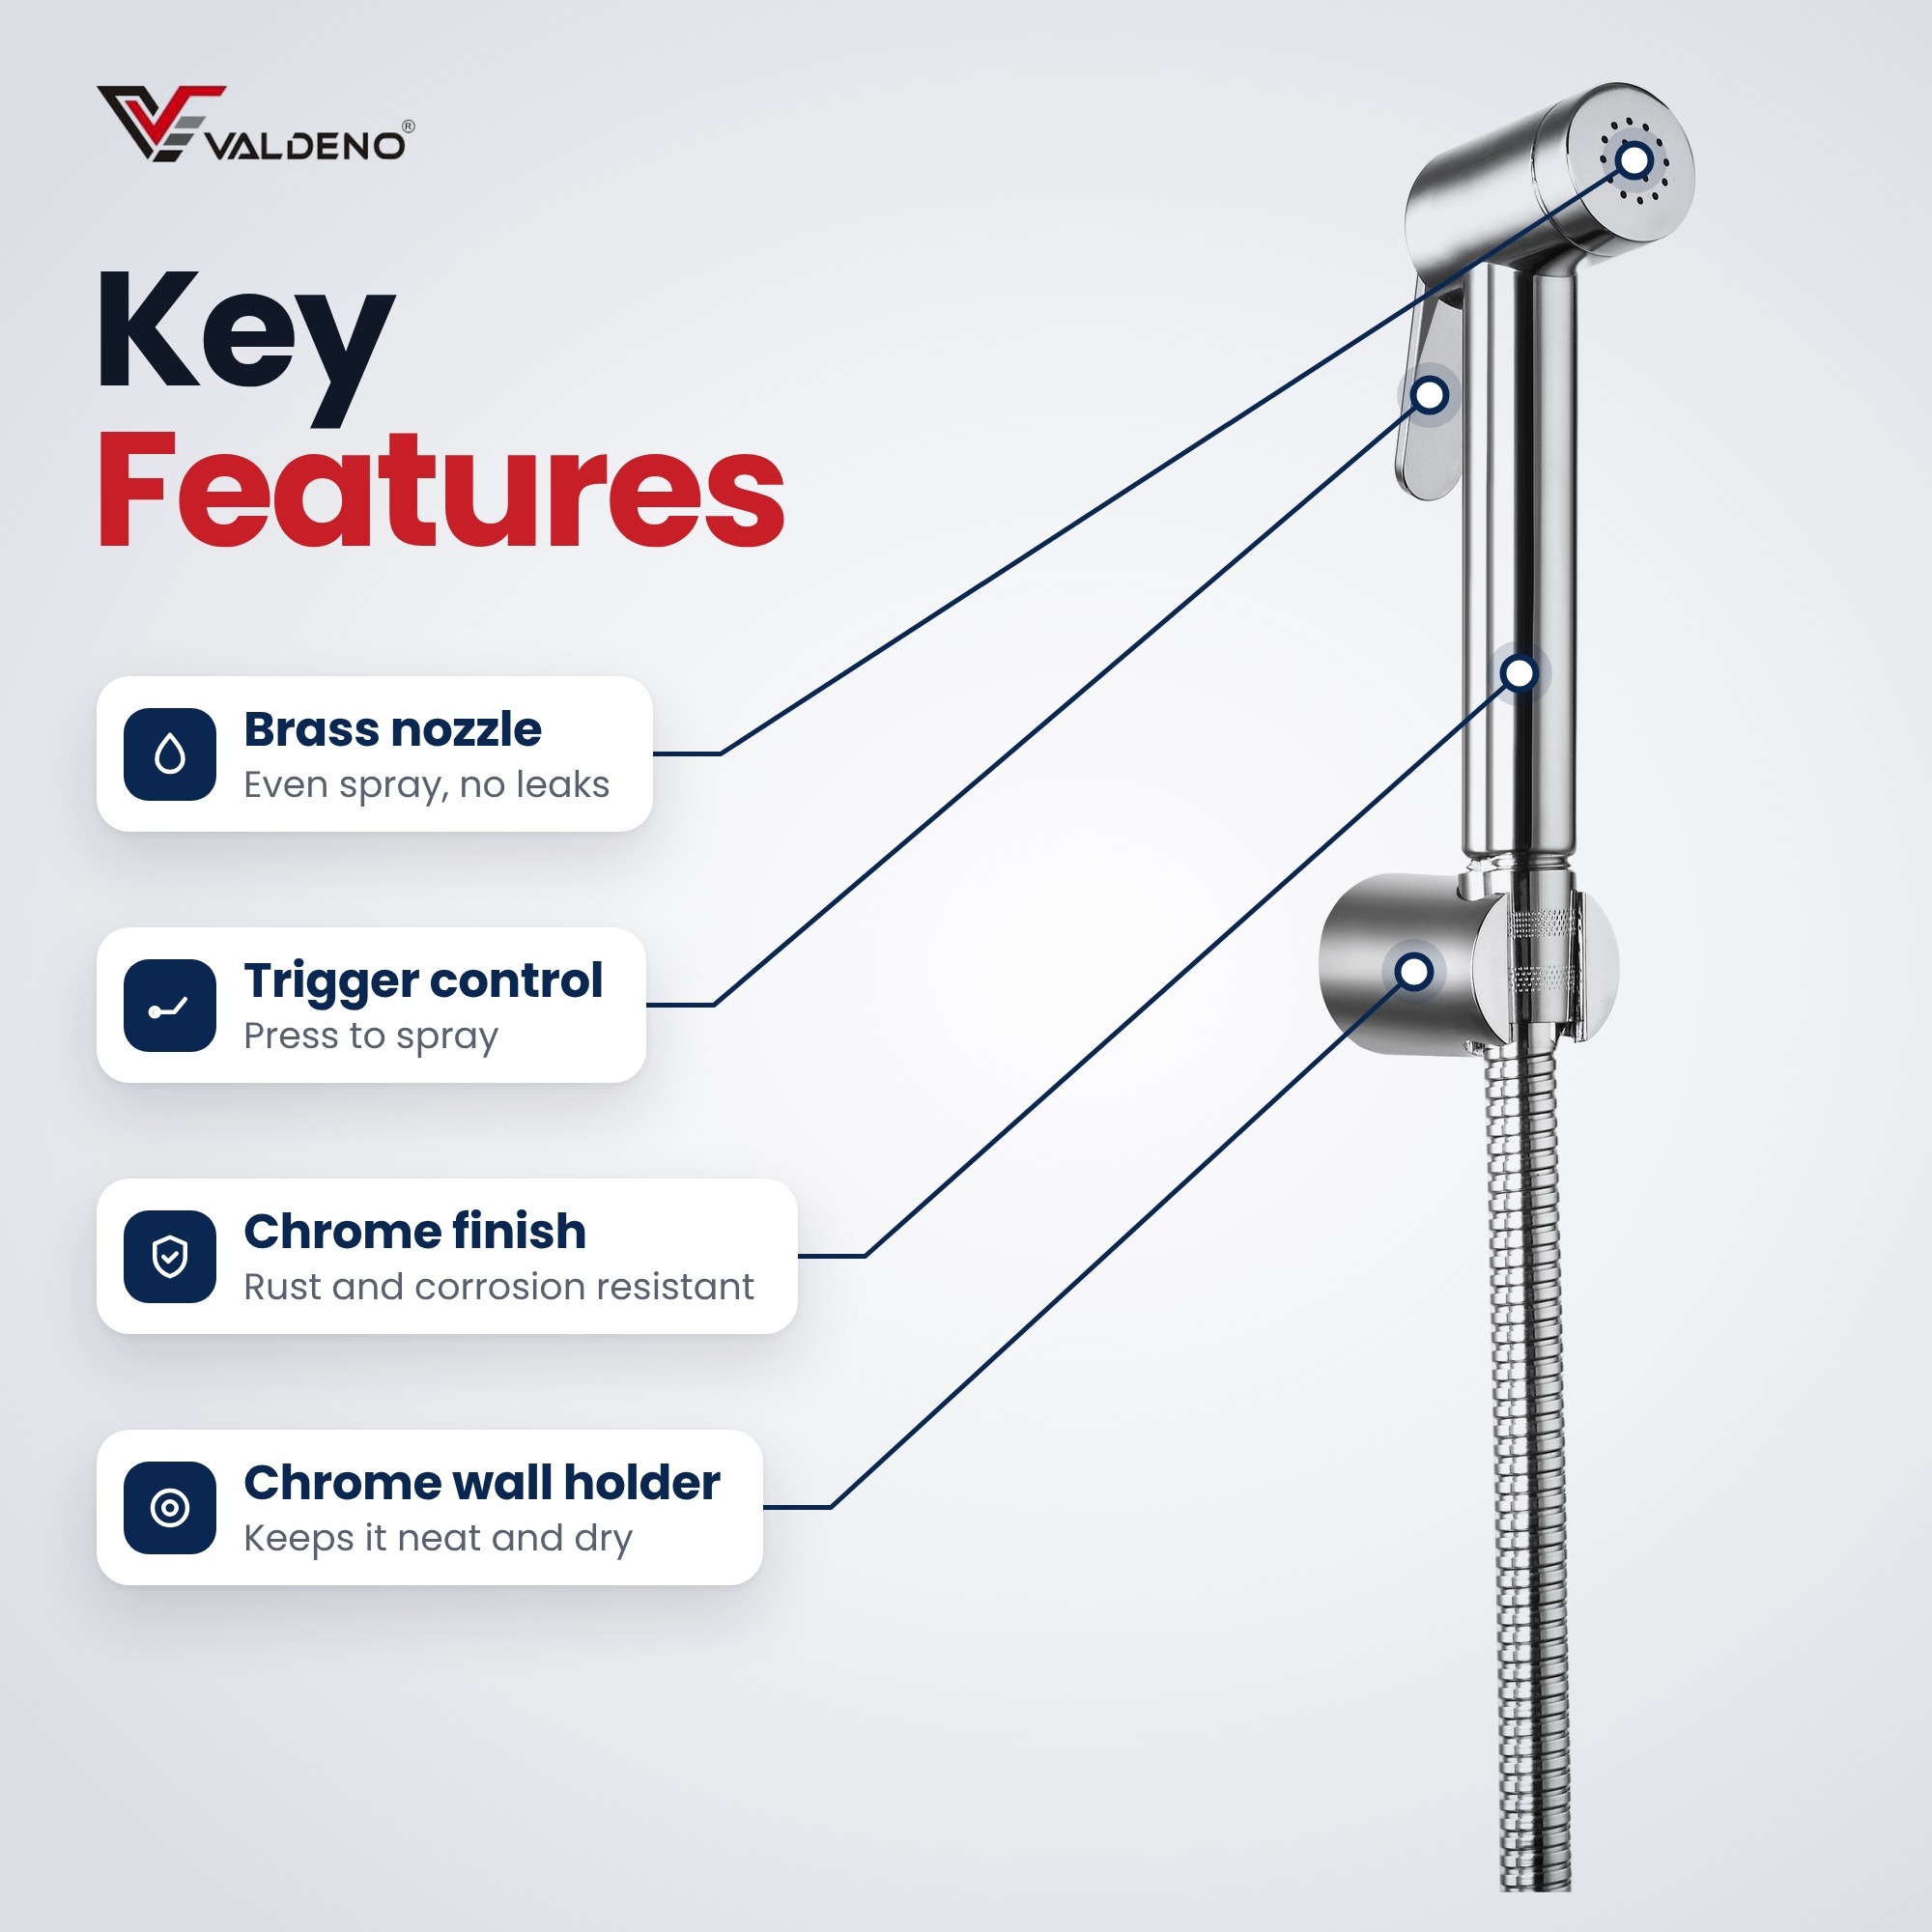 VALDENO®
Key
Features
Brass nozzle
Even spray, no leaks
Trigger control
Press to spray
Chrome finish
Rust and corrosion resistant
Chrome wall holder
Keeps it neat and dry